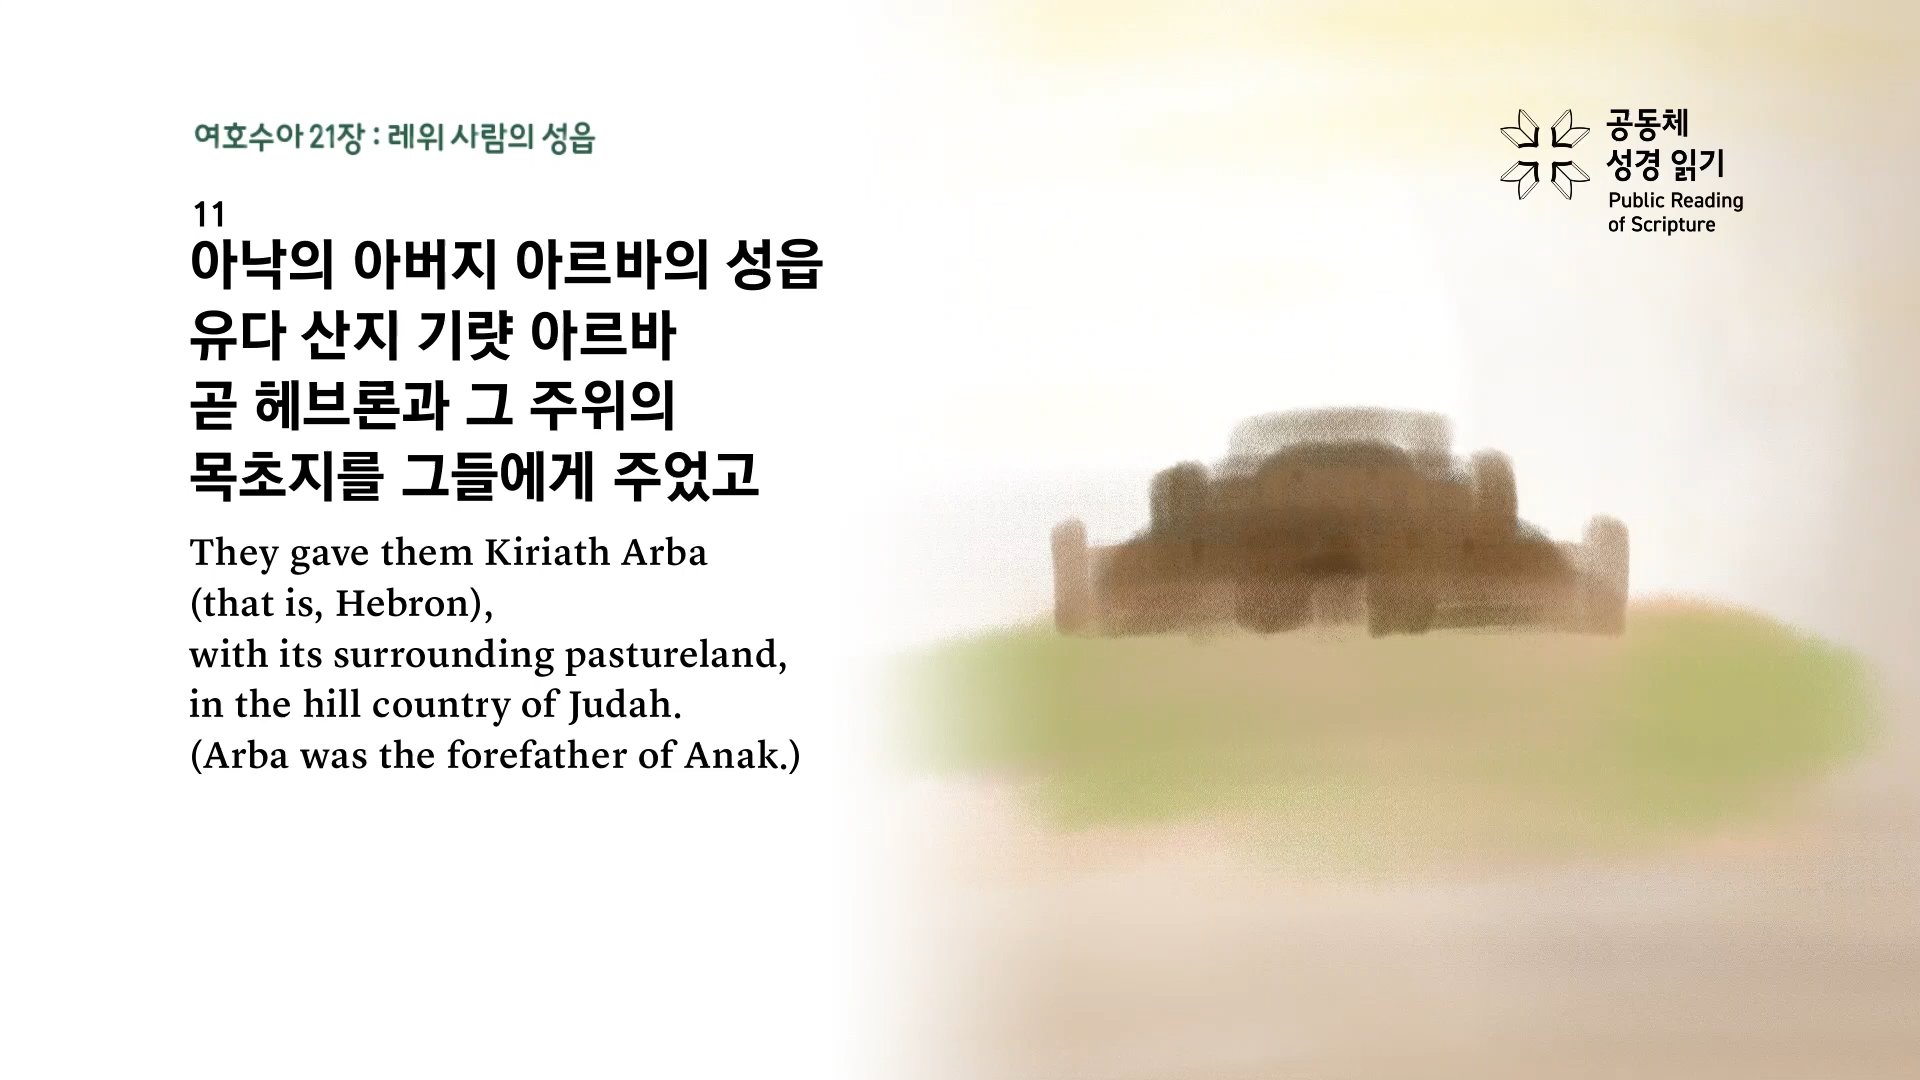 여호수아 21장 : 레위 사람의 성읍
11
아낙의 아버지 아르바의 성읍
유다 산지 기럇 아르바
곧 헤브론과 그 주위의
목초지를 그들에게 주었고
They gave them Kiriath Arba
(that is, Hebron),
with its surrounding pastureland,
in the hill country of Judah.
(Arba was the forefather of Anak.)
공동체
성경 읽기
Public Reading
of Scripture